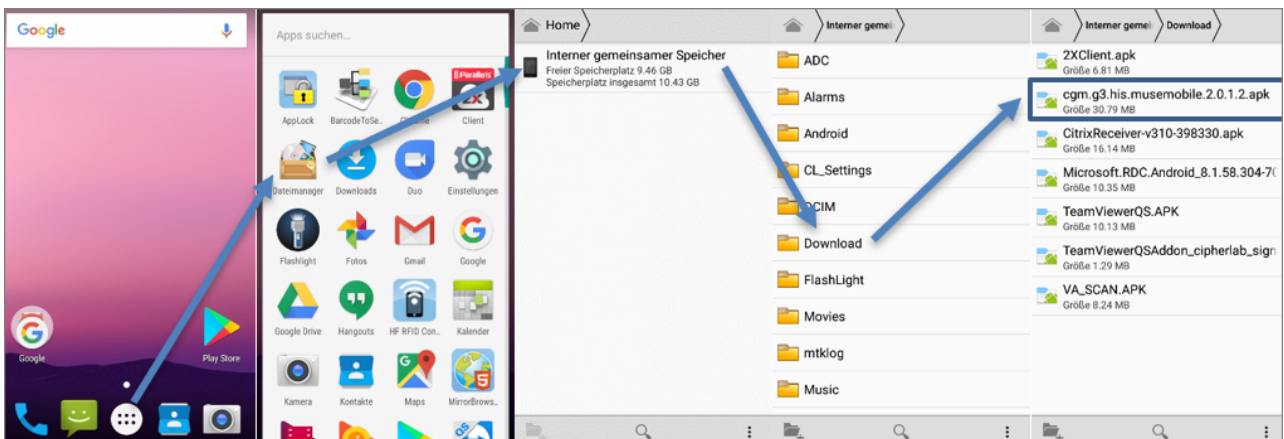 Google
Google
Play Store
Apps suchen...
Parallels
2X
AppLock
BarcodeToSe..
Chrome
Client
Dateimanager
Downloads
Duo
Einstellungen
Flashlight
Fotos
Gmail
Google
Google Drive
Hangouts
HF RFID Con..
Kalender
Kamera
Kontakte
Maps
MirrorBrows..
Home
Interner gemeinsamer Speicher
Freier Speicherplatz 9.46 GB
Speicherplatz insgesamt 10.43 GB
Interner gemei
ADC
Alarms
Android
CL_Settings
DCIM
Download
FlashLight
Movies
mtklog
Music
Interner gemei
Download
2XClient.apk
Größe 6.81 MB
cgm.g3.his.musemobile.2.0.1.2.apk
Größe 30.79 MB
CitrixReceiver-v310-398330.apk
Größe 16.14 MB
Microsoft.RDC.Android_8.1.58.304-70
Größe 10.35 MB
TeamViewerQS.APK
Größe 10.13 MB
TeamViewerQSAddon_cipherlab_sign
Größe 1.29 MB
VA_SCAN.APK
Größe 8.24 MB